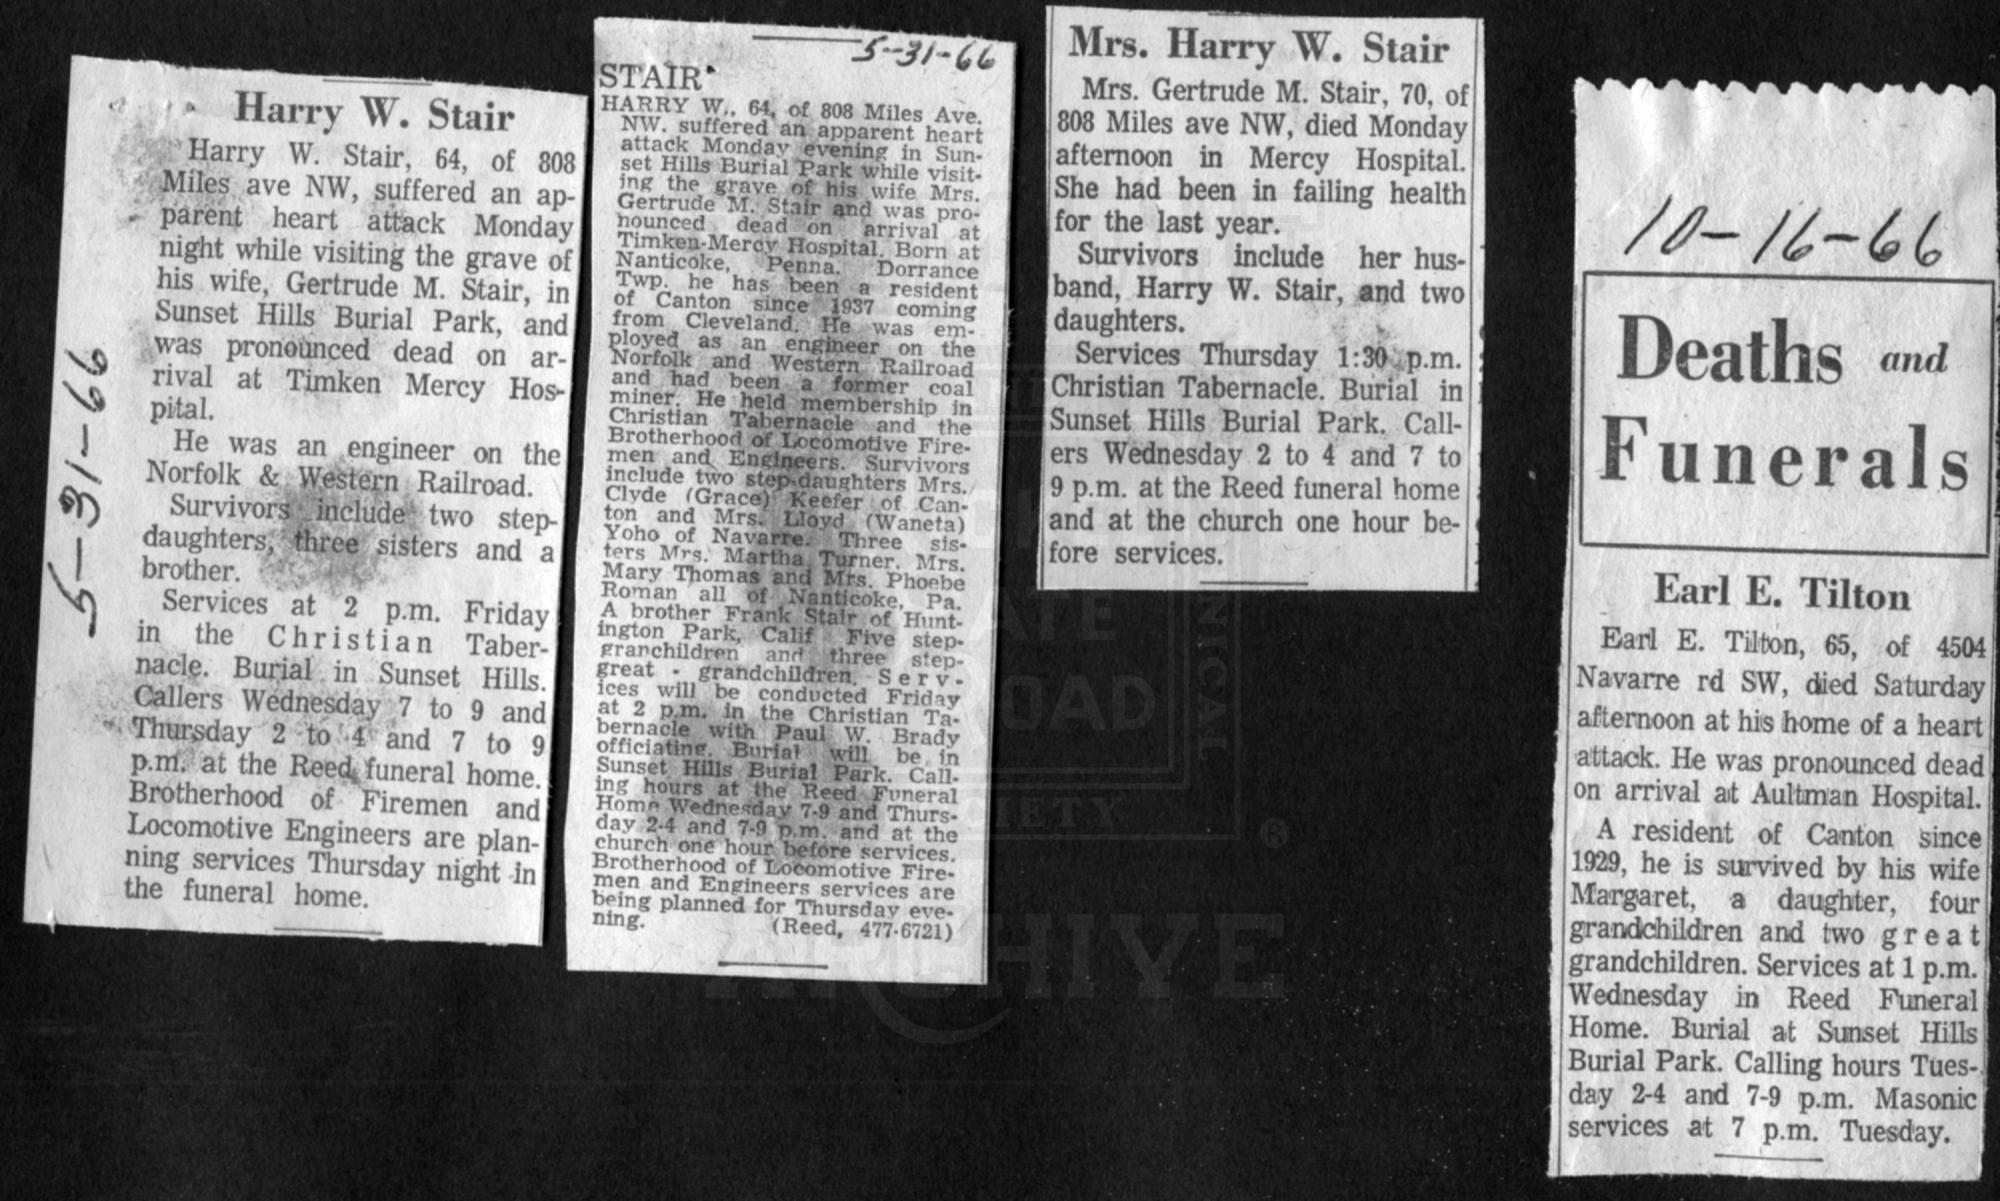 5-31-66
Harry W. Stair
Harry W. Stair, 64, of 808
Miles ave NW, suffered an ap-
parent heart attack Monday
night while visiting the grave of
his wife, Gertrude M. Stair, in
Sunset Hills Burial Park, and
was pronounced dead on ar-
rival at Timken Mercy Hos-
pital.
He was an engineer on the
Norfolk & Western Railroad.
Survivors include two step-
daughters, three sisters and a
brother.
Services at 2 p.m. Friday
in the Christian Taber-
nacle. Burial in Sunset Hills.
Callers Wednesday 7 to 9 and
Thursday 2 to 4 and 7 to 9
p.m. at the Reed funeral home.
Brotherhood of Firemen and
Locomotive Engineers are plan-
ning services Thursday night in
the funeral home.
5-31-66
STAIR
HARRY W., 64, of 808 Miles Ave.
NW. suffered an apparent heart
attack Monday evening in Sun-
set Hills Burial Park while visit-
ing the grave of his wife Mrs.
Gertrude M. Stair and was pro-
nounced dead on arrival at
Timken-Mercy Hospital. Born at
Nanticoke, Penna. Dorrance
Twp. he has been a resident
of Canton since 1937 coming
from Cleveland. He was em-
ployed as an engineer on the
Norfolk and Western Railroad
and had been a former coal
miner. He held membership in
Christian Tabernacle and the
Brotherhood of Locomotive Fire-
men and Engineers. Survivors
include two step-daughters Mrs.
Clyde (Grace) Keefer of Can-
ton and Mrs. Lloyd (Waneta)
Yoho of Navarre. Three sis-
ters Mrs. Martha Turner, Mrs.
Mary Thomas and Mrs. Phoebe
Roman all of Nanticoke, Pa.
A brother Frank Stair of Hunt-
ington Park, Calif Five step-
granchildren and three step-
great - grandchildren. Serv-
ices will be conducted Friday
at 2 p.m. in the Christian Ta-
bernacle with Paul W. Brady
officiating. Burial will be in
Sunset Hills Burial Park. Call-
ing hours at the Reed Funeral
Home Wednesday 7-9 and Thurs-
day 2-4 and 7-9 p.m. and at the
church one hour before services.
Brotherhood of Locomotive Fire-
men and Engineers services are
being planned for Thursday eve-
ning. (Reed, 477-6721)
Mrs. Harry W. Stair
Mrs. Gertrude M. Stair, 70, of
808 Miles ave NW, died Monday
afternoon in Mercy Hospital.
She had been in failing health
for the last year.
Survivors include her hus-
band, Harry W. Stair, and two
daughters.
Services Thursday 1:30 p.m.
Christian Tabernacle. Burial in
Sunset Hills Burial Park. Call-
ers Wednesday 2 to 4 and 7 to
9 p.m. at the Reed funeral home
and at the church one hour be-
fore services.
10-16-66
Deaths and
Funerals
Earl E. Tilton
Earl E. Tilton, 65, of 4504
Navarre rd SW, died Saturday
afternoon at his home of a heart
attack. He was pronounced dead
on arrival at Aultman Hospital.
A resident of Canton since
1929, he is survived by his wife
Margaret, a daughter, four
grandchildren and two great
grandchildren. Services at 1 p.m.
Wednesday in Reed Funeral
Home. Burial at Sunset Hills
Burial Park. Calling hours Tues-
day 2-4 and 7-9 p.m. Masonic
services at 7 p.m. Tuesday.
ARCHIVE